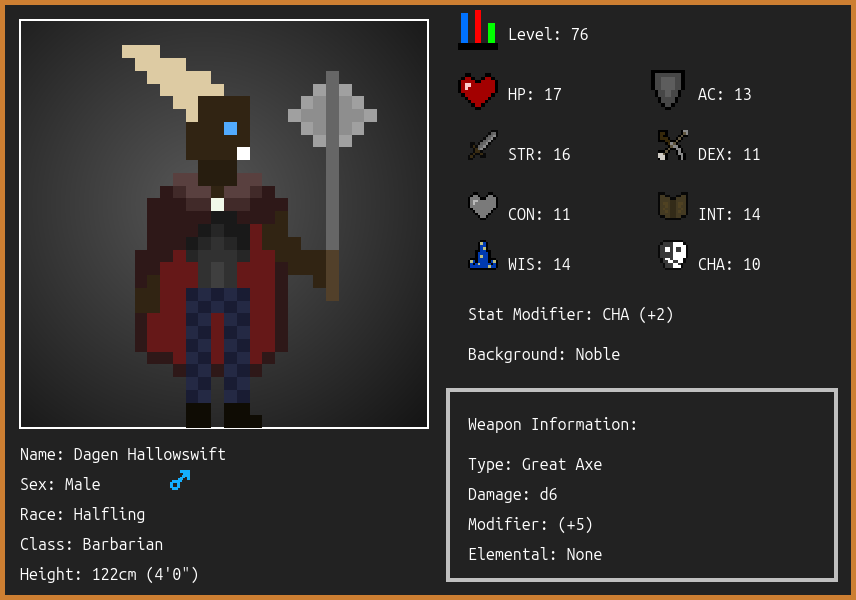 Level: 76
HP: 17
AC: 13
STR: 16
DEX: 11
CON: 11
INT: 14
WIS: 14
CHA: 10
Stat Modifier: CHA (+2)
Background: Noble
Weapon Information:
Type: Great Axe
Damage: d6
Modifier: (+5)
Elemental: None
Name: Dagen Hallowswift
Sex: Male
Race: Halfling
Class: Barbarian
Height: 122cm (4'0")